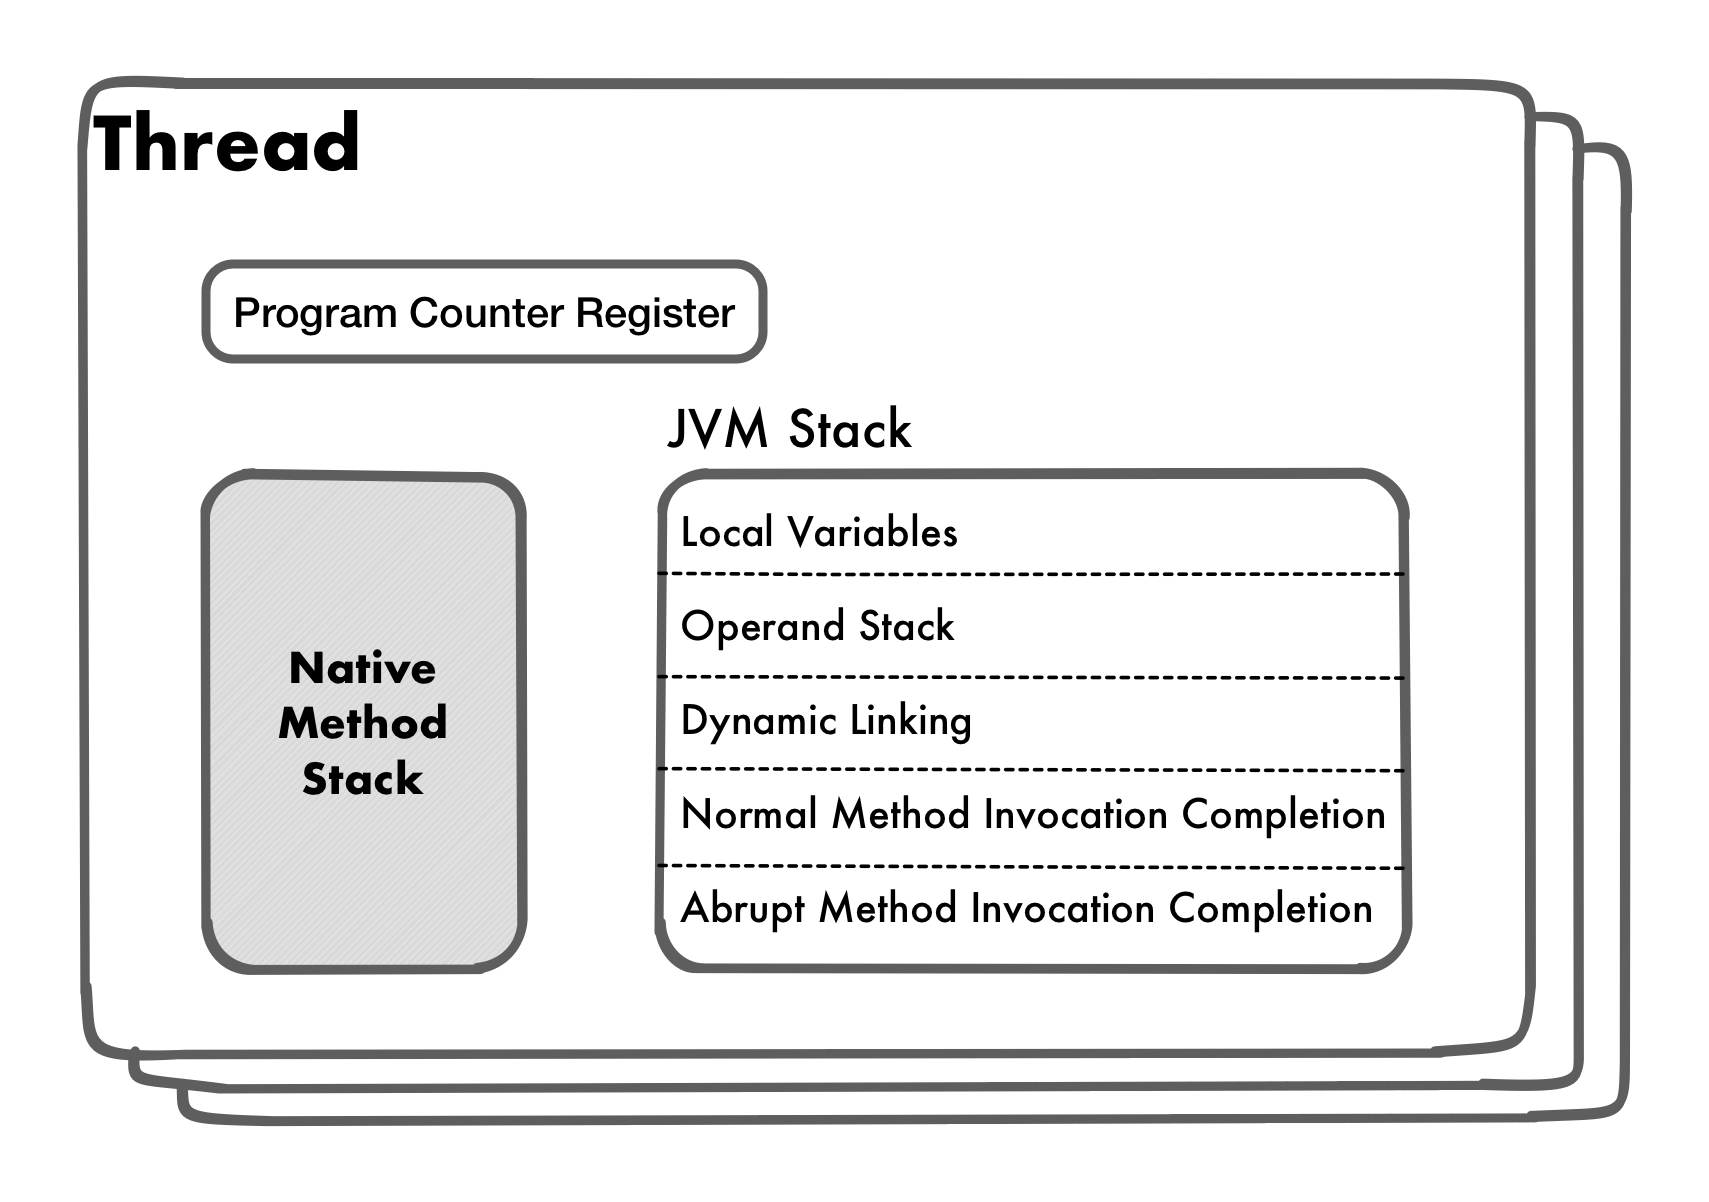 Thread
Program Counter Register
JVM Stack
Native
Method
Stack
Local Variables
Operand Stack
Dynamic Linking
Normal Method Invocation Completion
Abrupt Method Invocation Completion